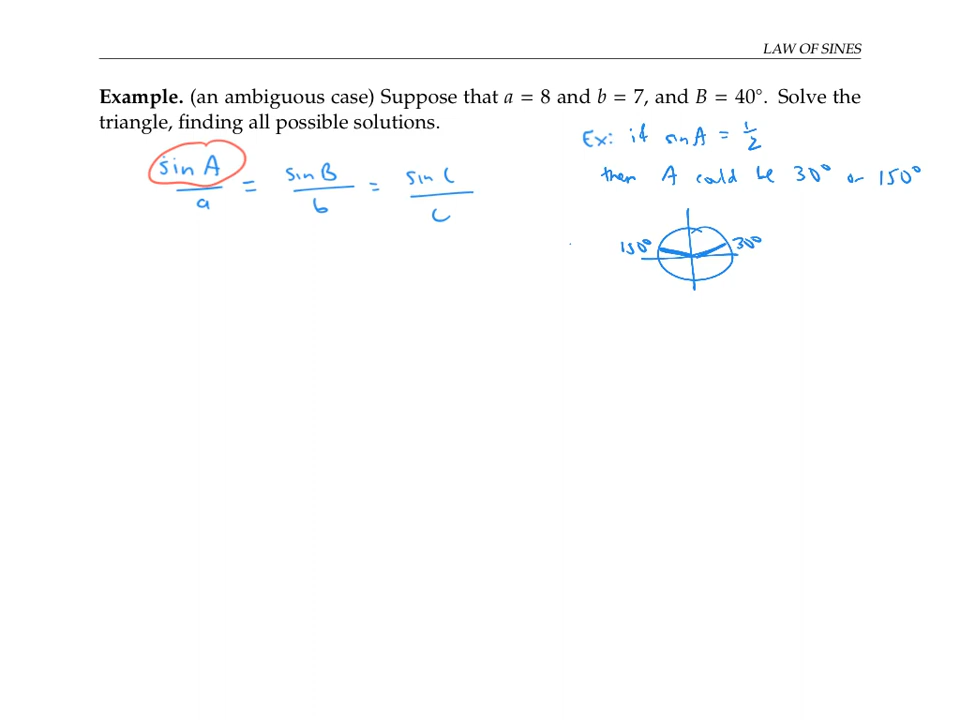 LAW OF SINES
Example. (an ambiguous case) Suppose that a = 8 and b = 7, and B = 40°. Solve the
triangle, finding all possible solutions.
Ex: if sin A = 1/2
then A could be 30° or 150°
sin A / a = sin B / b = sin C / c
150° 30°